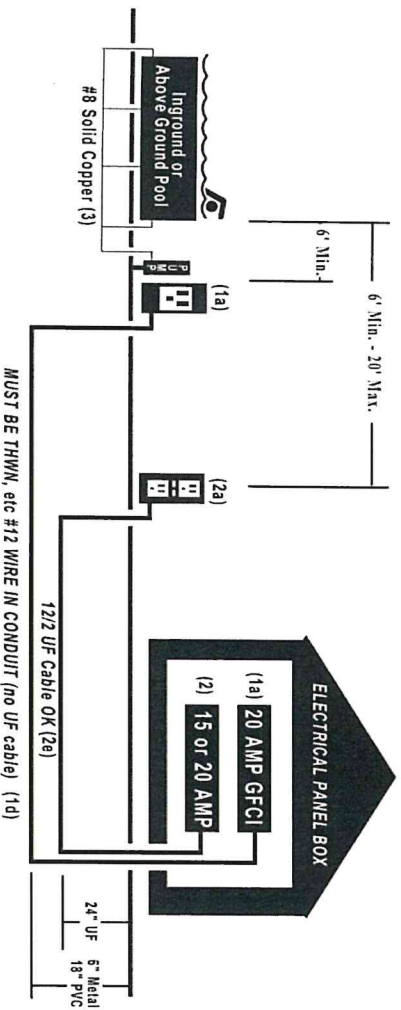 6' Min. - 20' Max.
6' Min.
Inground or
Above Ground Pool
PUMP
(1a)
(2a)
#8 Solid Copper (3)
ELECTRICAL PANEL BOX
(1a) 20 AMP GFCI
(2) 15 or 20 AMP
12/2 UF Cable OK (2e)
MUST BE THWN, etc #12 WIRE IN CONDUIT (no UF cable) (1d)
24" UF
6" Metal
18" PVC